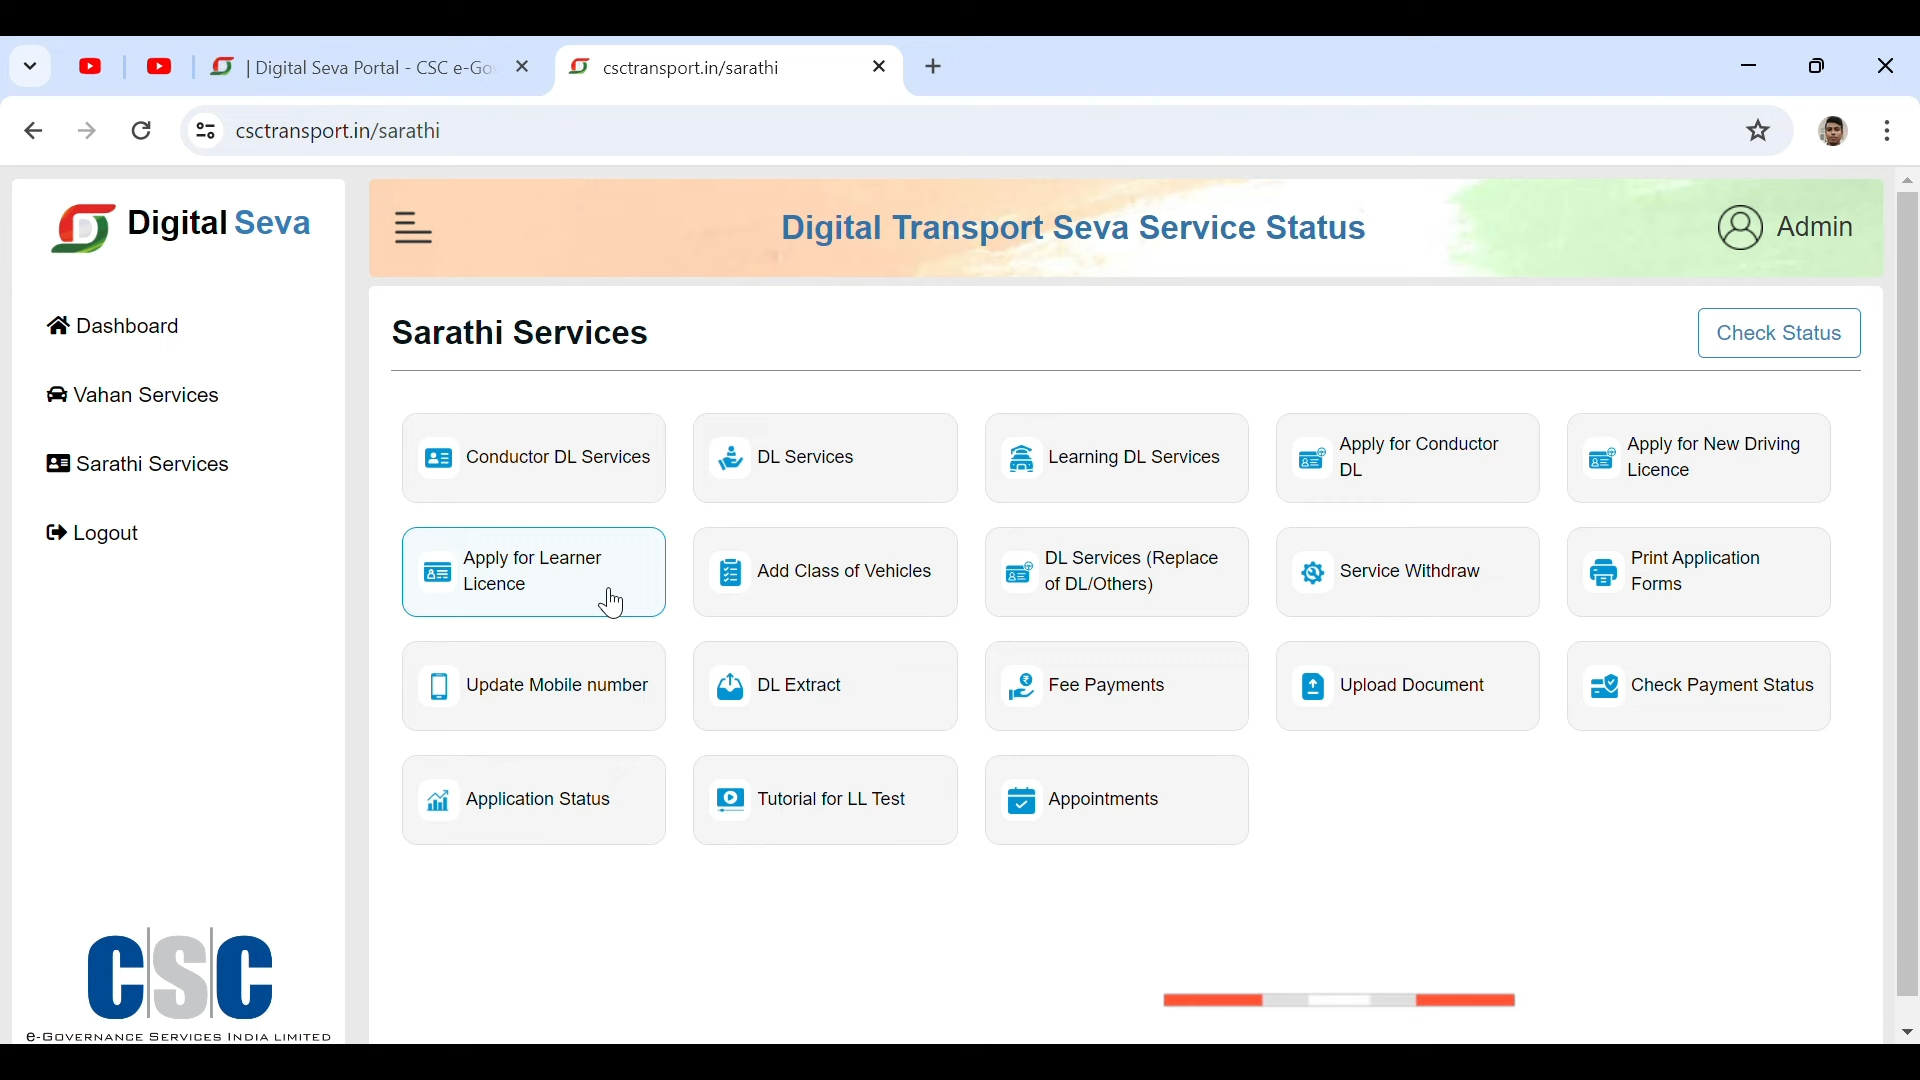 | Digital Seva Portal - CSC e-Go
csctransport.in/sarathi
csctransport.in/sarathi
Digital Seva
Digital Transport Seva Service Status
Admin
Dashboard
Vahan Services
Sarathi Services
Logout
Sarathi Services
Check Status
Conductor DL Services
DL Services
Learning DL Services
Apply for Conductor
DL
Apply for New Driving
Licence
Apply for Learner
Licence
Add Class of Vehicles
DL Services (Replace
of DL/Others)
Service Withdraw
Print Application
Forms
Update Mobile number
DL Extract
Fee Payments
Upload Document
Check Payment Status
Application Status
Tutorial for LL Test
Appointments
CSC
e-GOVERNANCE SERVICES INDIA LIMITED